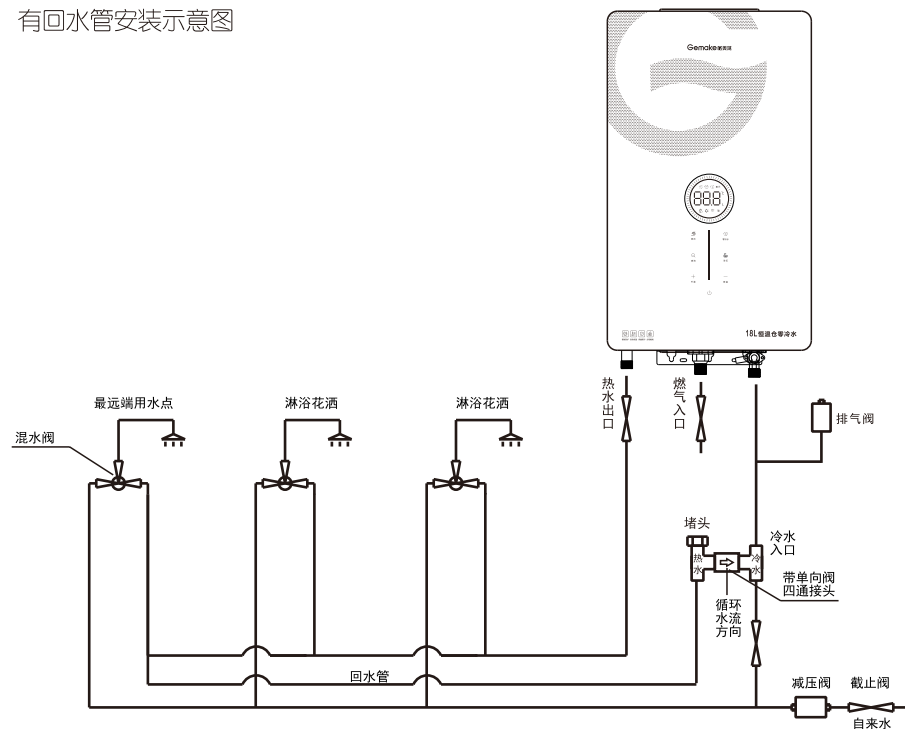 有回水管安装示意图
Gemake
888
18L恒温仓零冷水
热水出口
燃气入口
最远端用水点
淋浴花洒
淋浴花洒
混水阀
排气阀
堵头
冷水
入口
热水
冷水
带单向阀
四通接头
循环
水流
方向
回水管
减压阀
截止阀
自来水